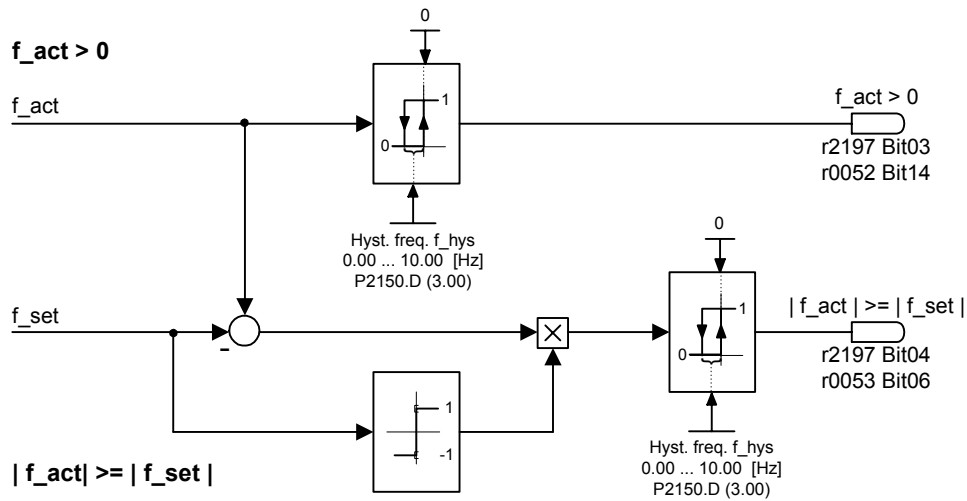 0
f_act > 0
f_act
1
0
f_act > 0
r2197 Bit03
r0052 Bit14
Hyst. freq. f_hys
0.00 ... 10.00 [Hz]
P2150.D (3.00)
0
f_set
-
1
0
| f_act | >= | f_set |
r2197 Bit04
r0053 Bit06
1
-1
Hyst. freq. f_hys
0.00 ... 10.00 [Hz]
P2150.D (3.00)
| f_act| >= | f_set |